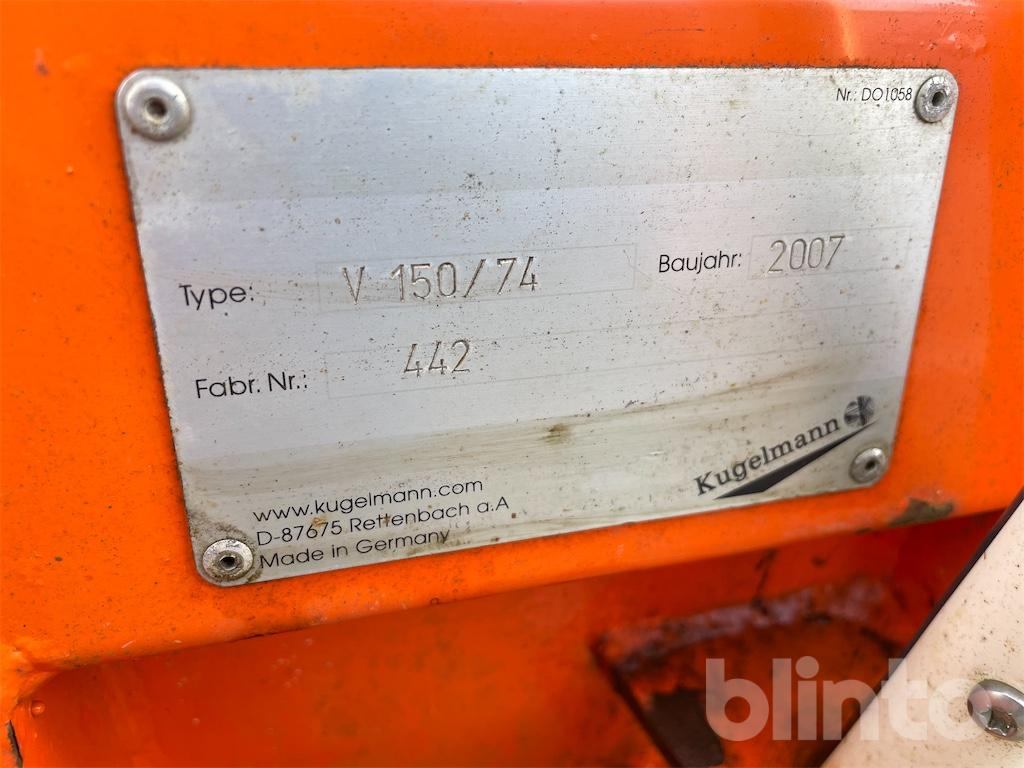 Nr.: DO1058
Type: V 150/74 Baujahr: 2007
Fabr. Nr.: 442
Kugelmann
www.kugelmann.com
D-87675 Rettenbach a.A
Made in Germany
blinto